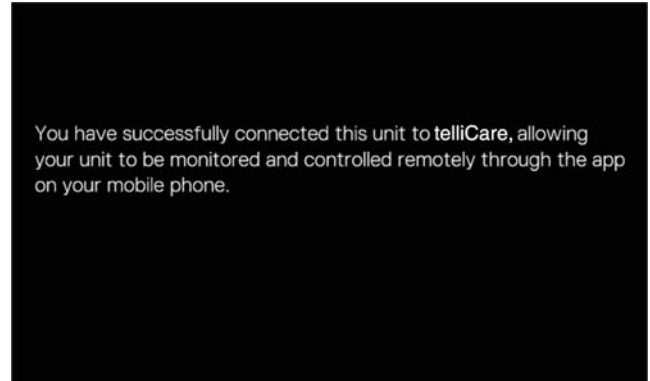 You have successfully connected this unit to telliCare, allowing
your unit to be monitored and controlled remotely through the app
on your mobile phone.